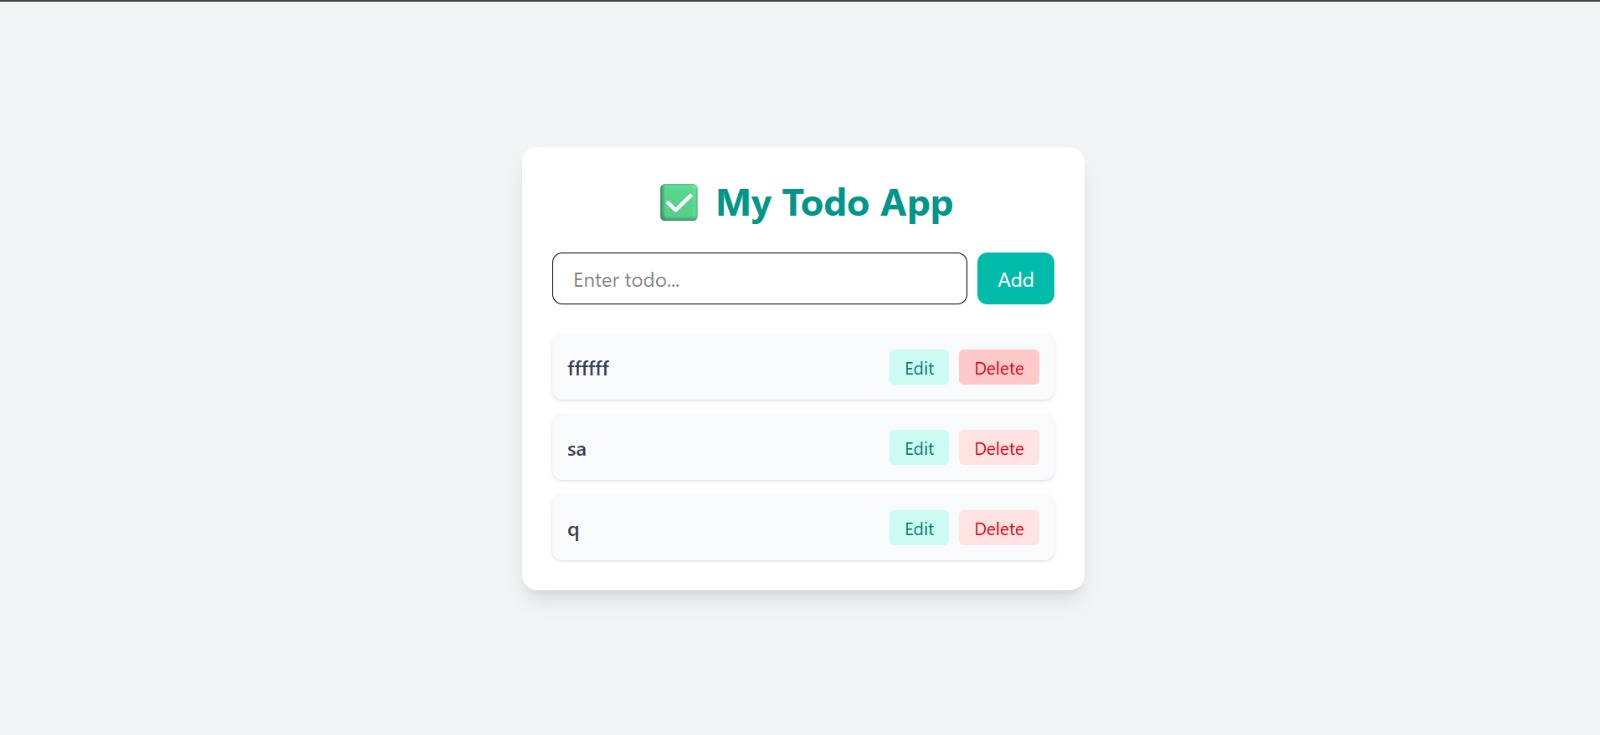 ✅ My Todo App
Enter todo...
Add
ffffff
Edit
Delete
sa
Edit
Delete
q
Edit
Delete